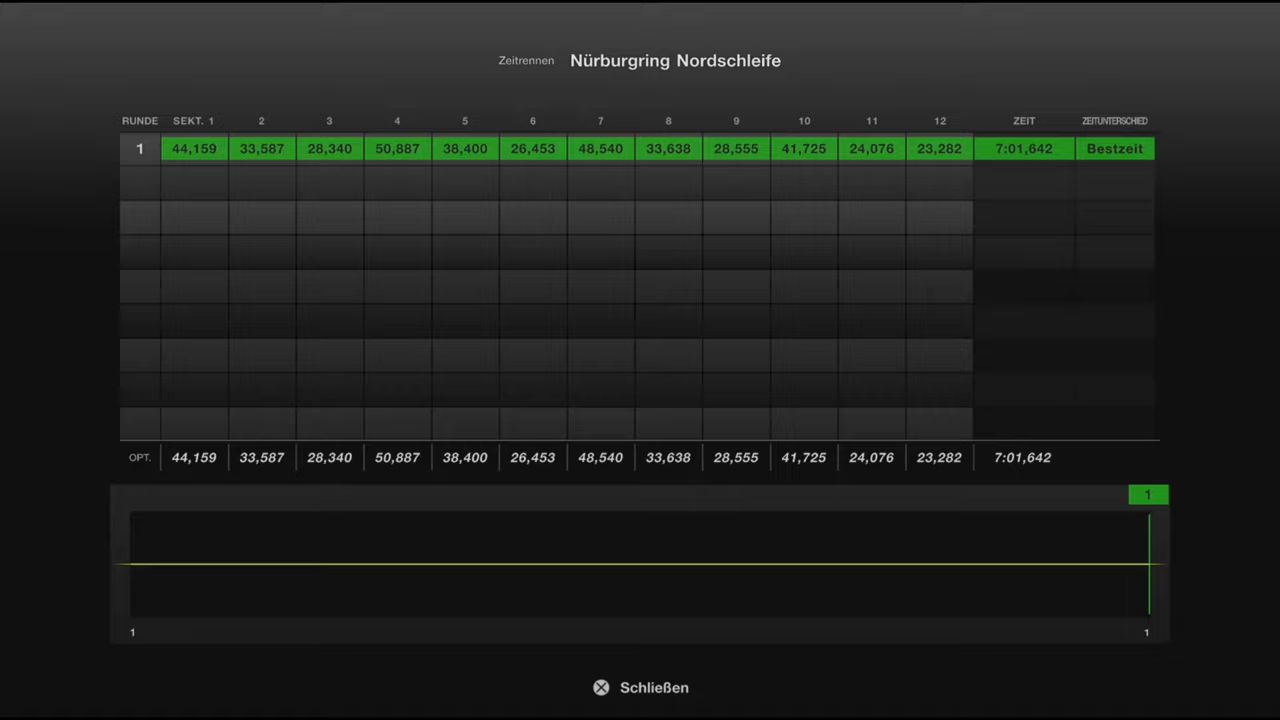 Zeitrennen Nürburgring Nordschleife
RUNDE SEKT. 1 2 3 4 5 6 7 8 9 10 11 12 ZEIT ZEITUNTERSCHIED
1 44,159 33,587 28,340 50,887 38,400 26,453 48,540 33,638 28,555 41,725 24,076 23,282 7:01,642 Bestzeit
OPT. 44,159 33,587 28,340 50,887 38,400 26,453 48,540 33,638 28,555 41,725 24,076 23,282 7:01,642
1
1 1
Schließen